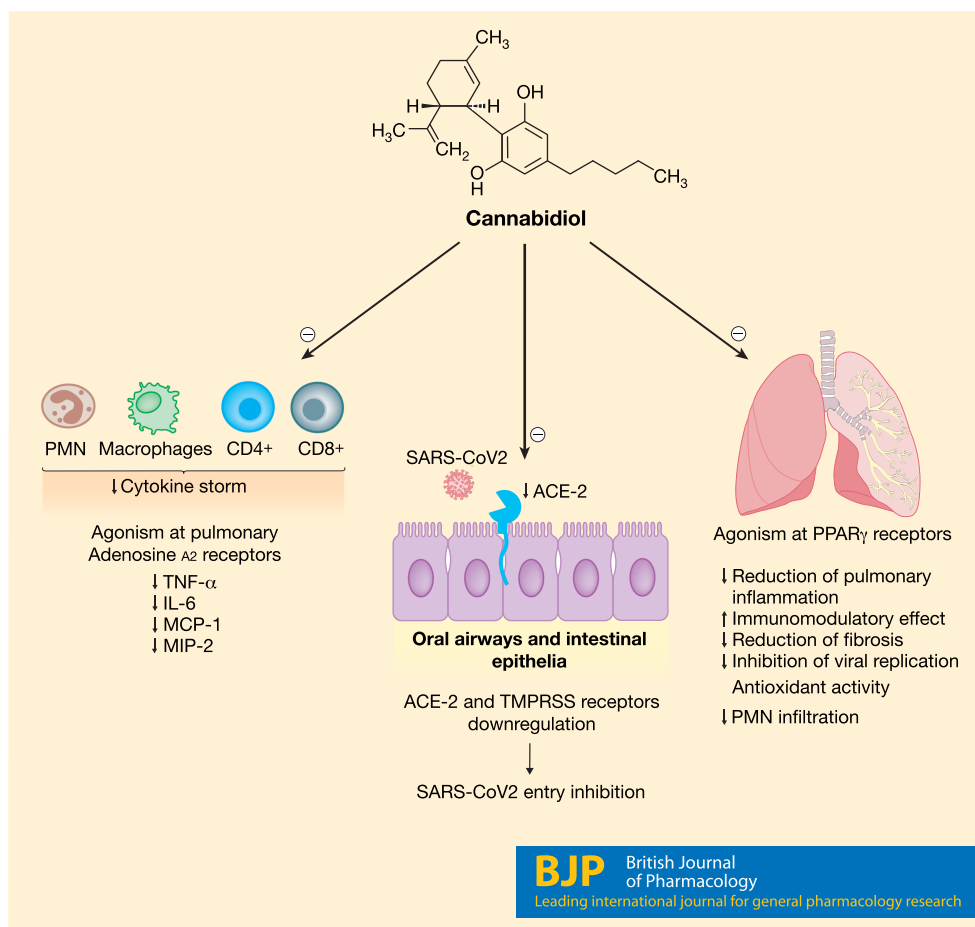 CH3
H
H
OH
H3C
CH2
O
H
CH3
Cannabidiol
PMN
Macrophages
CD4+
CD8+
↓ Cytokine storm
Agonism at pulmonary
Adenosine A2 receptors
↓ TNF-α
↓ IL-6
↓ MCP-1
↓ MIP-2
SARS-CoV2
↓ ACE-2
Oral airways and intestinal
epithelia
ACE-2 and TMPRSS receptors
downregulation
SARS-CoV2 entry inhibition
Agonism at PPARγ receptors
↓ Reduction of pulmonary
inflammation
↑ Immunomodulatory effect
↓ Reduction of fibrosis
↓ Inhibition of viral replication
Antioxidant activity
↓ PMN infiltration
BJP
British Journal
of Pharmacology
Leading international journal for general pharmacology research